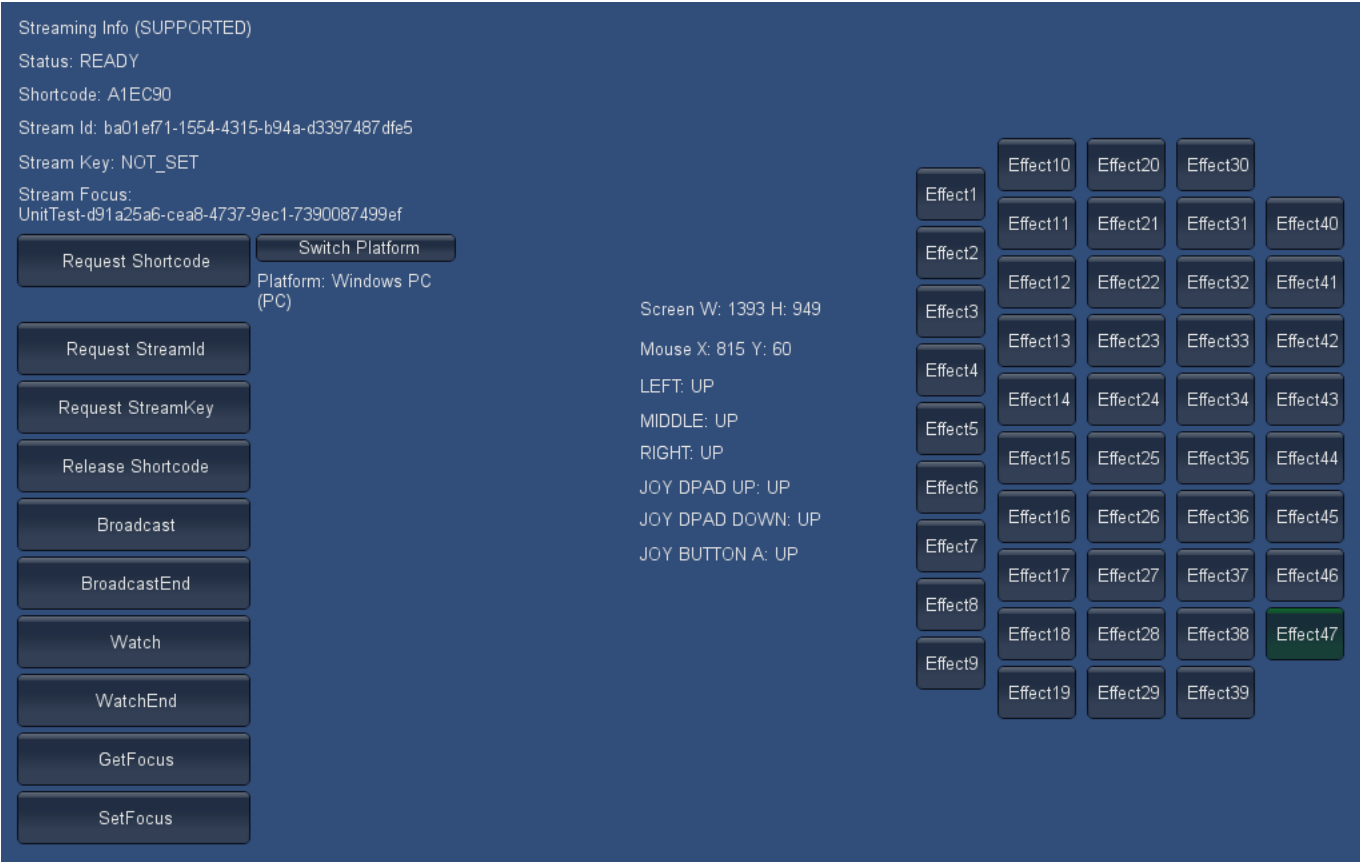 Streaming Info (SUPPORTED)
Status: READY
Shortcode: A1EC90
Stream Id: ba01ef71-1554-4315-b94a-d3397487dfe5
Stream Key: NOT_SET
Stream Focus:
UnitTest-d91a25a6-cea8-4737-9ec1-7390087499ef
Request Shortcode
Switch Platform
Platform: Windows PC
(PC)
Request StreamId
Request StreamKey
Release Shortcode
Broadcast
BroadcastEnd
Watch
WatchEnd
GetFocus
SetFocus
Screen W: 1393 H: 949
Mouse X: 815 Y: 60
LEFT: UP
MIDDLE: UP
RIGHT: UP
JOY DPAD UP: UP
JOY DPAD DOWN: UP
JOY BUTTON A: UP
Effect1
Effect2
Effect3
Effect4
Effect5
Effect6
Effect7
Effect8
Effect9
Effect10
Effect11
Effect12
Effect13
Effect14
Effect15
Effect16
Effect17
Effect18
Effect19
Effect20
Effect21
Effect22
Effect23
Effect24
Effect25
Effect26
Effect27
Effect28
Effect29
Effect30
Effect31
Effect32
Effect33
Effect34
Effect35
Effect36
Effect37
Effect38
Effect39
Effect40
Effect41
Effect42
Effect43
Effect44
Effect45
Effect46
Effect47